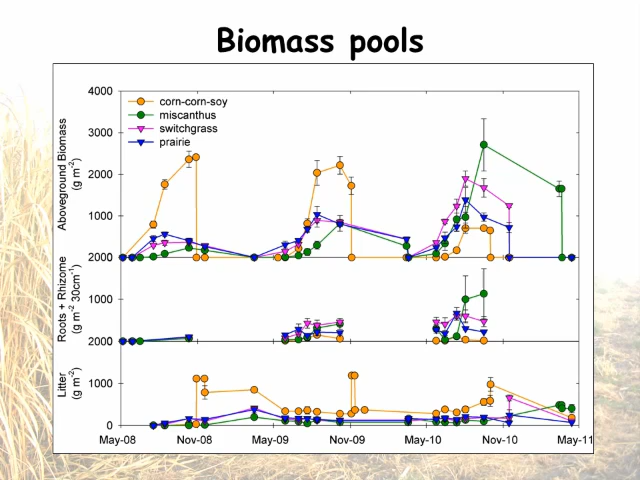 Biomass pools
Aboveground Biomass
(g m⁻²)
4000
3000
2000
1000
corn-corn-soy
miscanthus
switchgrass
prairie
Roots + Rhizome
(g m⁻² 30cm⁻¹)
2000
1000
Litter
(g m⁻²)
2000
1000
0
May-08 Nov-08 May-09 Nov-09 May-10 Nov-10 May-11